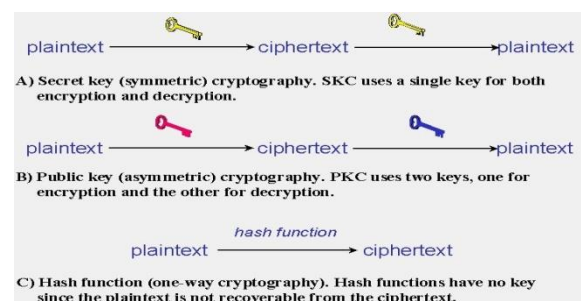 plaintext ciphertext plaintext
A) Secret key (symmetric) cryptography. SKC uses a single key for both
encryption and decryption.
plaintext ciphertext plaintext
B) Public key (asymmetric) cryptography. PKC uses two keys, one for
encryption and the other for decryption.
hash function
plaintext ciphertext
C) Hash function (one-way cryptography). Hash functions have no key
since the plaintext is not recoverable from the ciphertext.